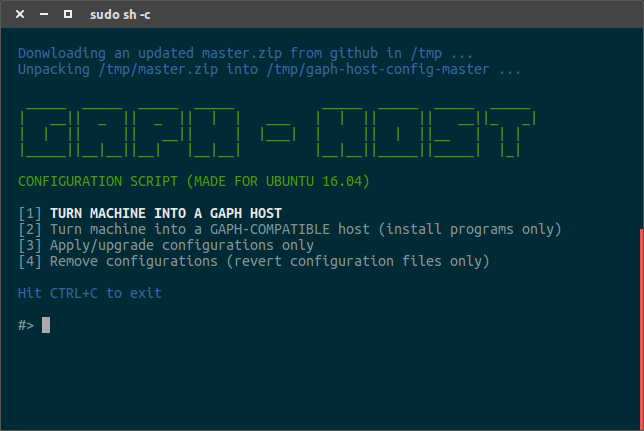 sudo sh -c
Donwloading an updated master.zip from github in /tmp ...
Unpacking /tmp/master.zip into /tmp/gaph-host-config-master ...
GAPH - HOST
CONFIGURATION SCRIPT (MADE FOR UBUNTU 16.04)
[1] TURN MACHINE INTO A GAPH HOST
[2] Turn machine into a GAPH-COMPATIBLE host (install programs only)
[3] Apply/upgrade configurations only
[4] Remove configurations (revert configuration files only)
Hit CTRL+C to exit
#>